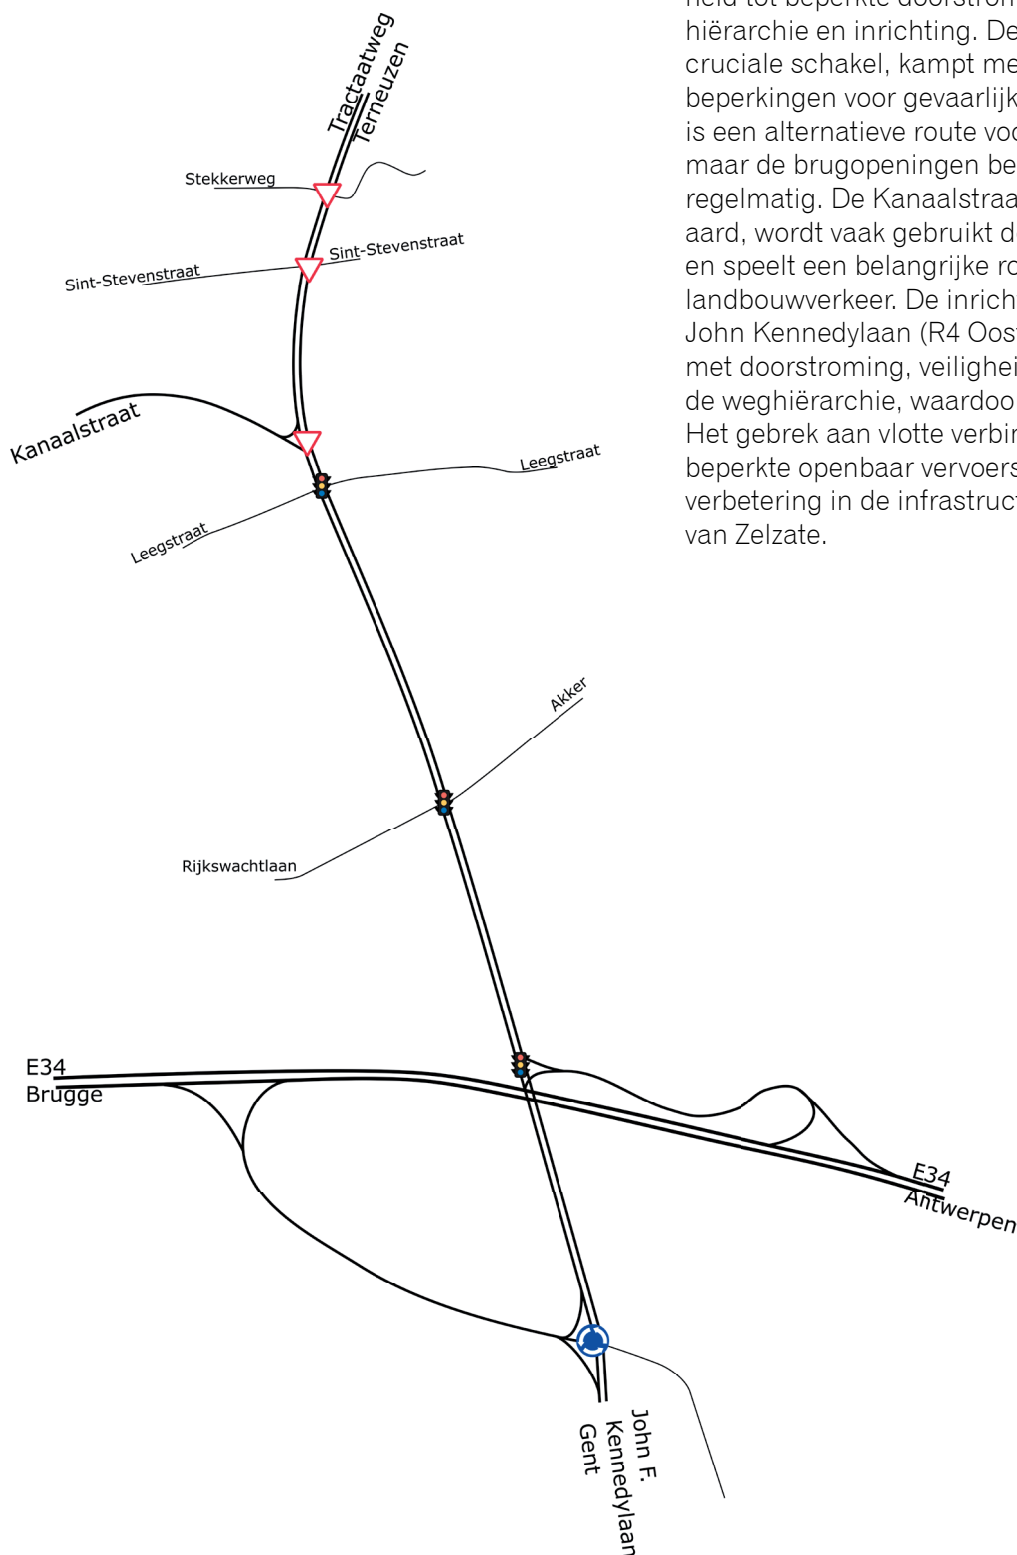 Tractaatweg
Terneuzen
Stekkerweg
Sint-Stevenstraat
Sint-Stevenstraat
Kanaalstraat
Leegstraat
Leegstraat
Akker
Rijkswachtlaan
E34
Brugge
E34
Antwerpen
John F.
Kennedylaan
Gent
hiërarchie en inrichting. De
cruciale schakel, kampt me
beperkingen voor gevaarlijk
is een alternatieve route voo
maar de brugopeningen be
regelmatig. De Kanaalstraa
aard, wordt vaak gebruikt d
en speelt een belangrijke ro
landbouwverkeer. De inrich
John Kennedylaan (R4 Oost
met doorstroming, veilighei
de weghiërarchie, waardoo
Het gebrek aan vlotte verbin
beperkte openbaar vervoers
verbetering in de infrastruct
van Zelzate.